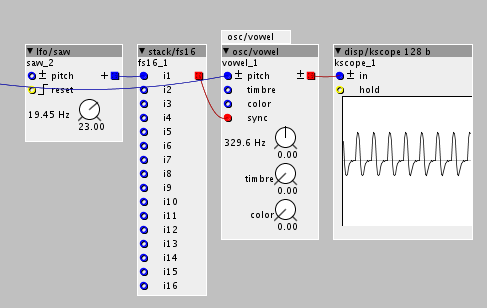 osc/vowel
▼ lfo/saw
saw_2
± pitch +
reset
19.45 Hz
23.00
▼ stack/fs16
fs16_1
i1
i2
i3
i4
i5
i6
i7
i8
i9
i10
i11
i12
i13
i14
i15
i16
▼ osc/vowel
vowel_1
± pitch ±
timbre
color
sync
329.6 Hz
0.00
timbre
0.00
color
0.00
▼ disp/kscope 128 b
kscope_1
± in
hold